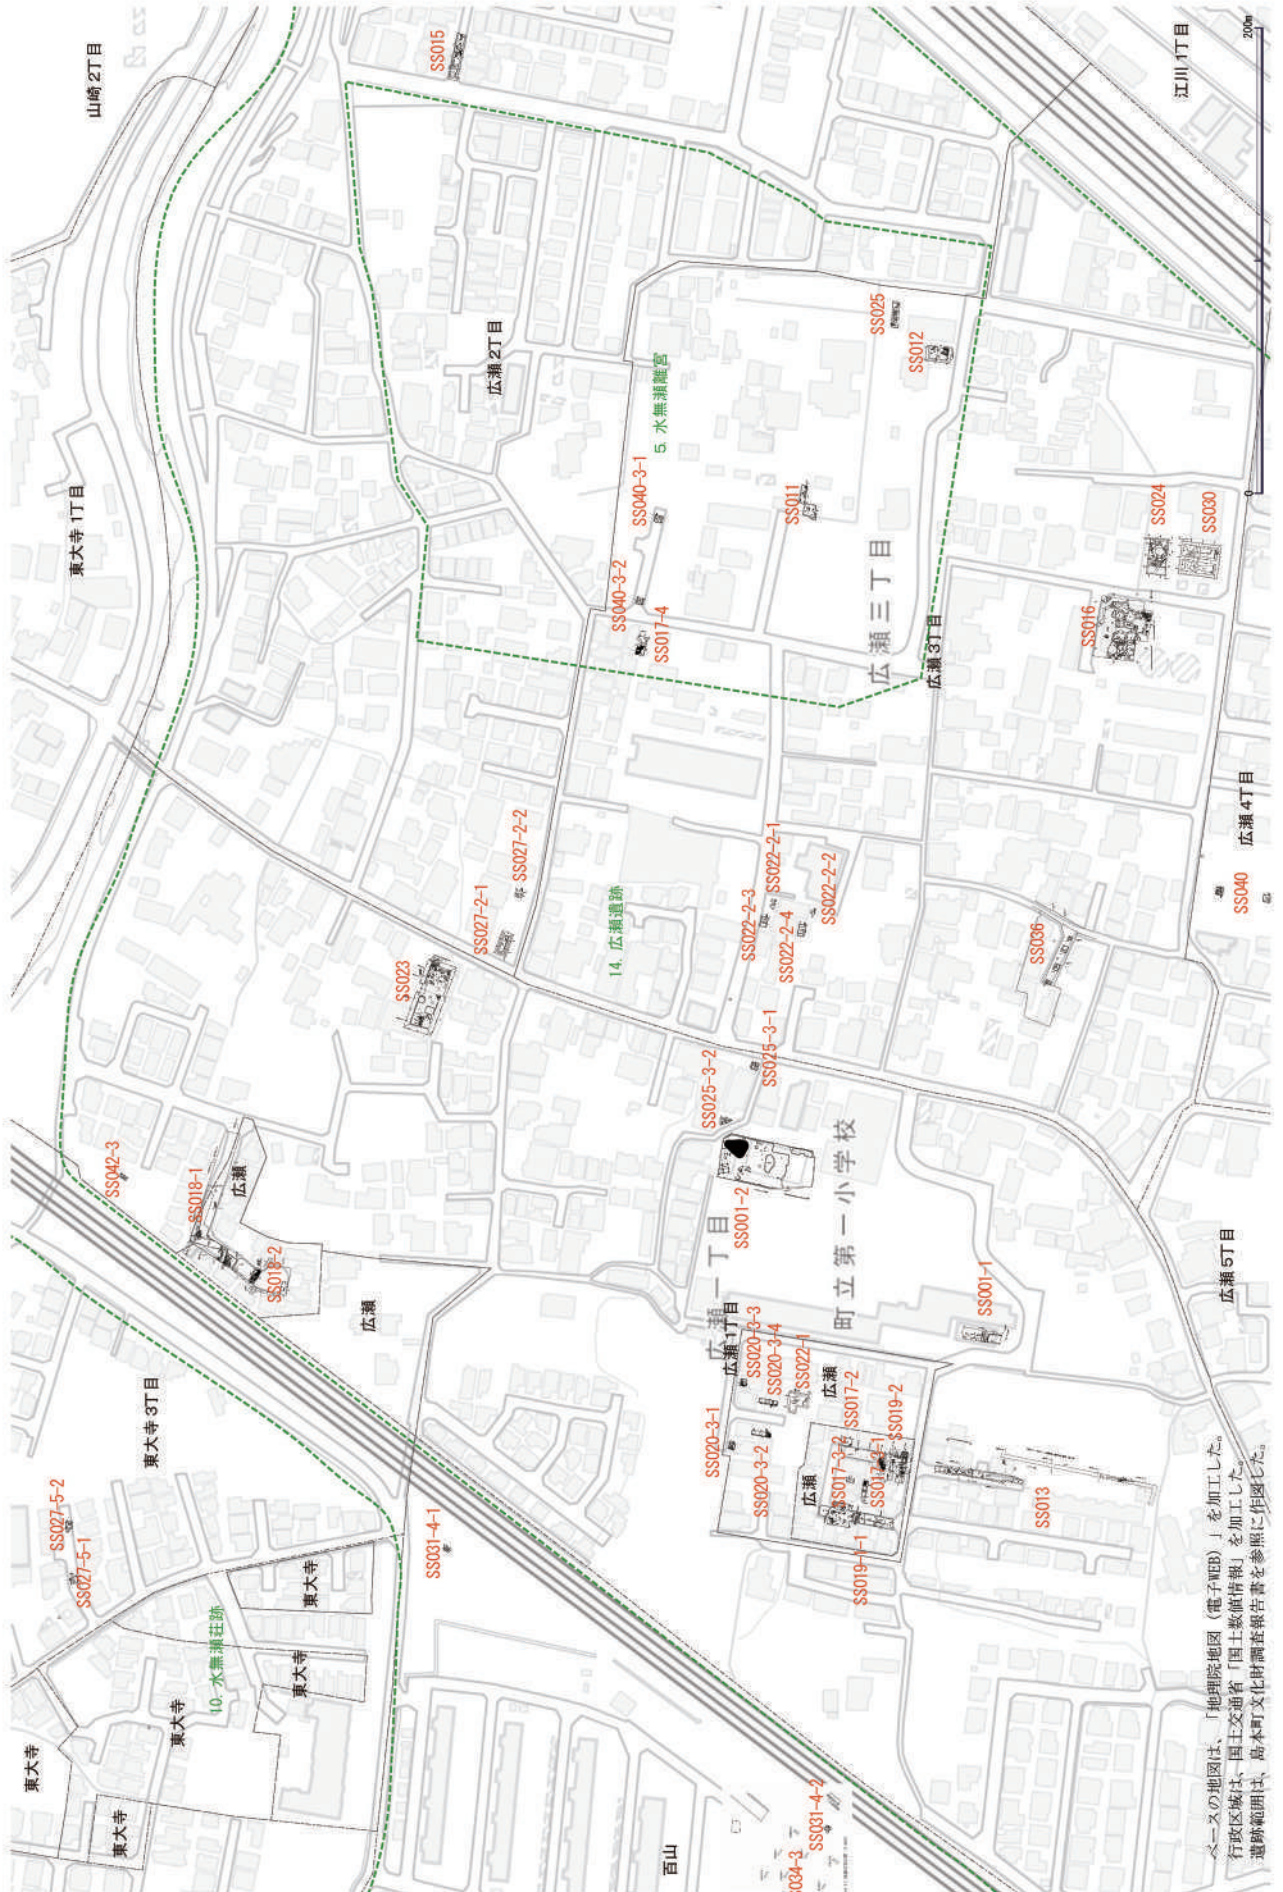 山崎 2丁目
SS015
200m
江川 1丁目
東大寺 1丁目
広瀬 2丁目
SS025
SS012
5. 水無瀬離宮
SS040-3-1
SS011
SS040-3-2
SS017-4
広瀬三丁目
広瀬 3丁目
SS024
SS030
0
SS016
SS027-2-2
SS027-2-1
SS023
14. 広瀬遺跡
SS022-2-1
SS022-2-3
SS022-2-2
SS022-2-4
SS036
広瀬 4丁目
SS040
SS025-3-1
SS025-3-2
SS042-3
SS018-1
広瀬
SS018-2
広瀬
SS001-2
広瀬一丁目
町立第一小学校
SS001-1
広瀬 5丁目
広瀬 1丁目
SS020-3-3
SS020-3-4
SS022-1
広瀬
SS020-3-1
SS020-3-2
SS017-2
SS019-2
広瀬
SS017-3-2
SS017-3-1
SS019-1-1
SS013
東大寺 3丁目
SS027-5-2
SS027-5-1
SS031-4-1
東大寺
10. 水無瀬荘跡
東大寺
東大寺
東大寺
東大寺
百山
SS031-4-2
S034-3
ベースの地図は、「地理院地図（電子WEB）」を加工した。
行政区域は、国土交通省「国土数値情報」を加工した。
遺跡範囲は、島本町文化財調査報告書を参照に作図した。